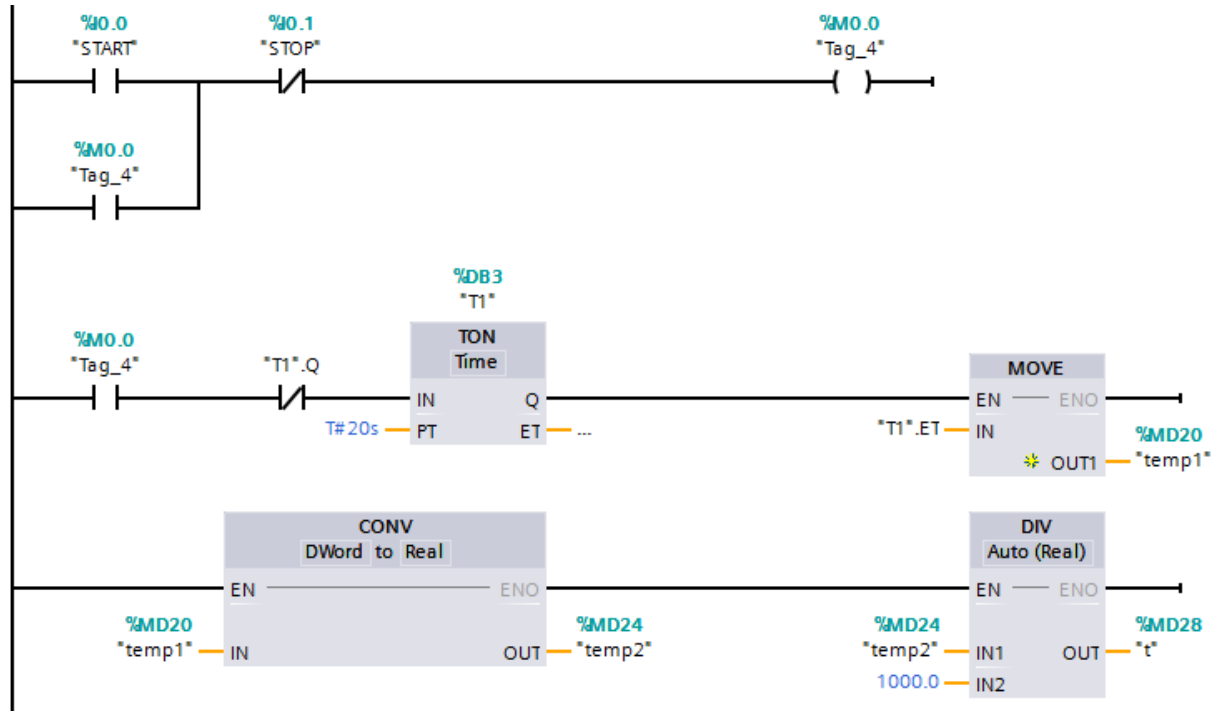 %I0.0 %I0.1 %M0.0
"START" "STOP" "Tag_4"
%M0.0
"Tag_4"
%DB3
"T1"
%M0.0 TON
"Tag_4" "T1".Q Time MOVE
IN Q EN ENO
T#20s PT ET ... "T1".ET IN %MD20
OUT1 "temp1"
CONV DIV
DWord to Real Auto (Real)
EN ENO EN ENO
%MD20 %MD24 %MD24 %MD28
"temp1" IN OUT "temp2" "temp2" IN1 OUT "t"
1000.0 IN2